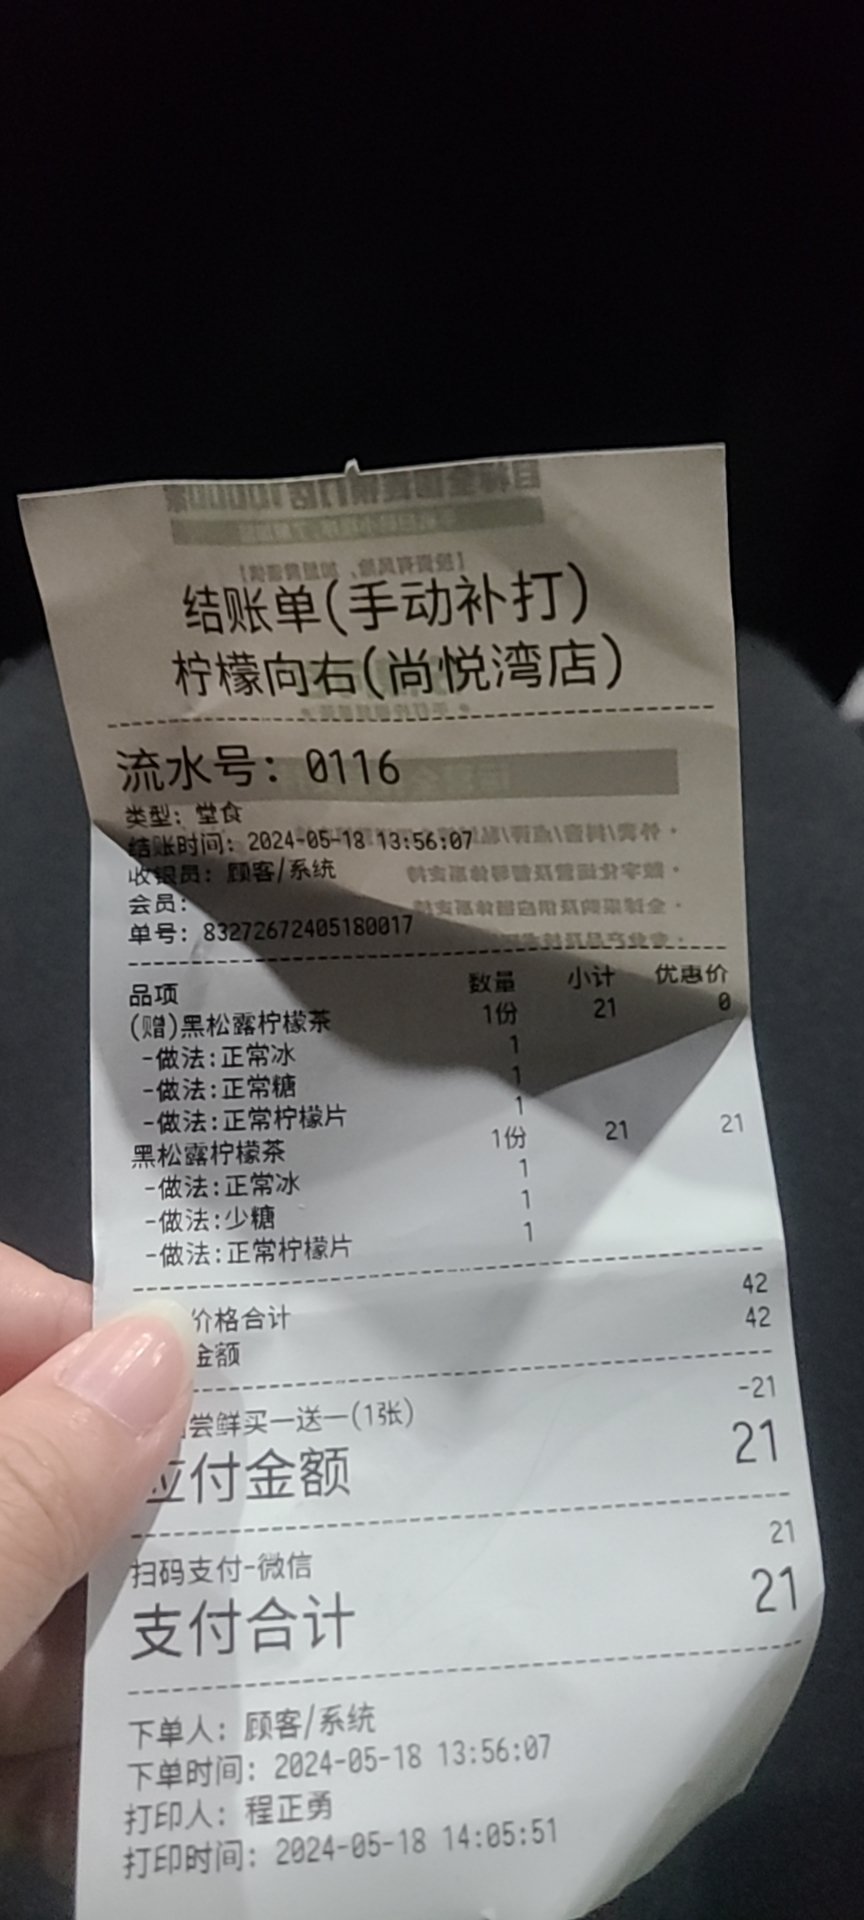 结账单(手动补打)
柠檬向右(尚悦湾店)
流水号: 0116
类型: 堂食
结账时间: 2024-05-18 13:56:07
收银员: 顾客/系统
会员:
单号: 83272672405180017
品项 数量 小计 优惠价
(赠)黑松露柠檬茶 1份 21 0
-做法:正常冰 1
-做法:正常糖 1
-做法:正常柠檬片 1
黑松露柠檬茶 1份 21 21
-做法:正常冰 1
-做法:少糖 1
-做法:正常柠檬片 1
价格合计 42
金额 42
尝鲜买一送一(1张) -21
应付金额 21
扫码支付-微信 21
支付合计 21
下单人: 顾客/系统
下单时间: 2024-05-18 13:56:07
打印人: 程正勇
打印时间: 2024-05-18 14:05:51